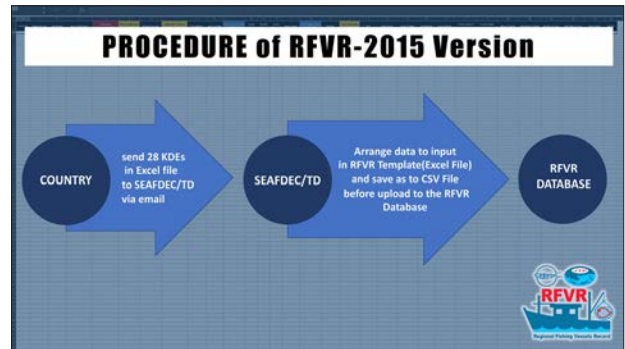 PROCEDURE of RFVR-2015 Version
COUNTRY
send 28 KDEs
in Excel file
to SEAFDEC/TD
via email
SEAFDEC/TD
Arrange data to input
in RFVR Template(Excel File)
and save as to CSV File
before upload to the RFVR
Database
RFVR
DATABASE
RFVR
Regional Fishing Vessels Record